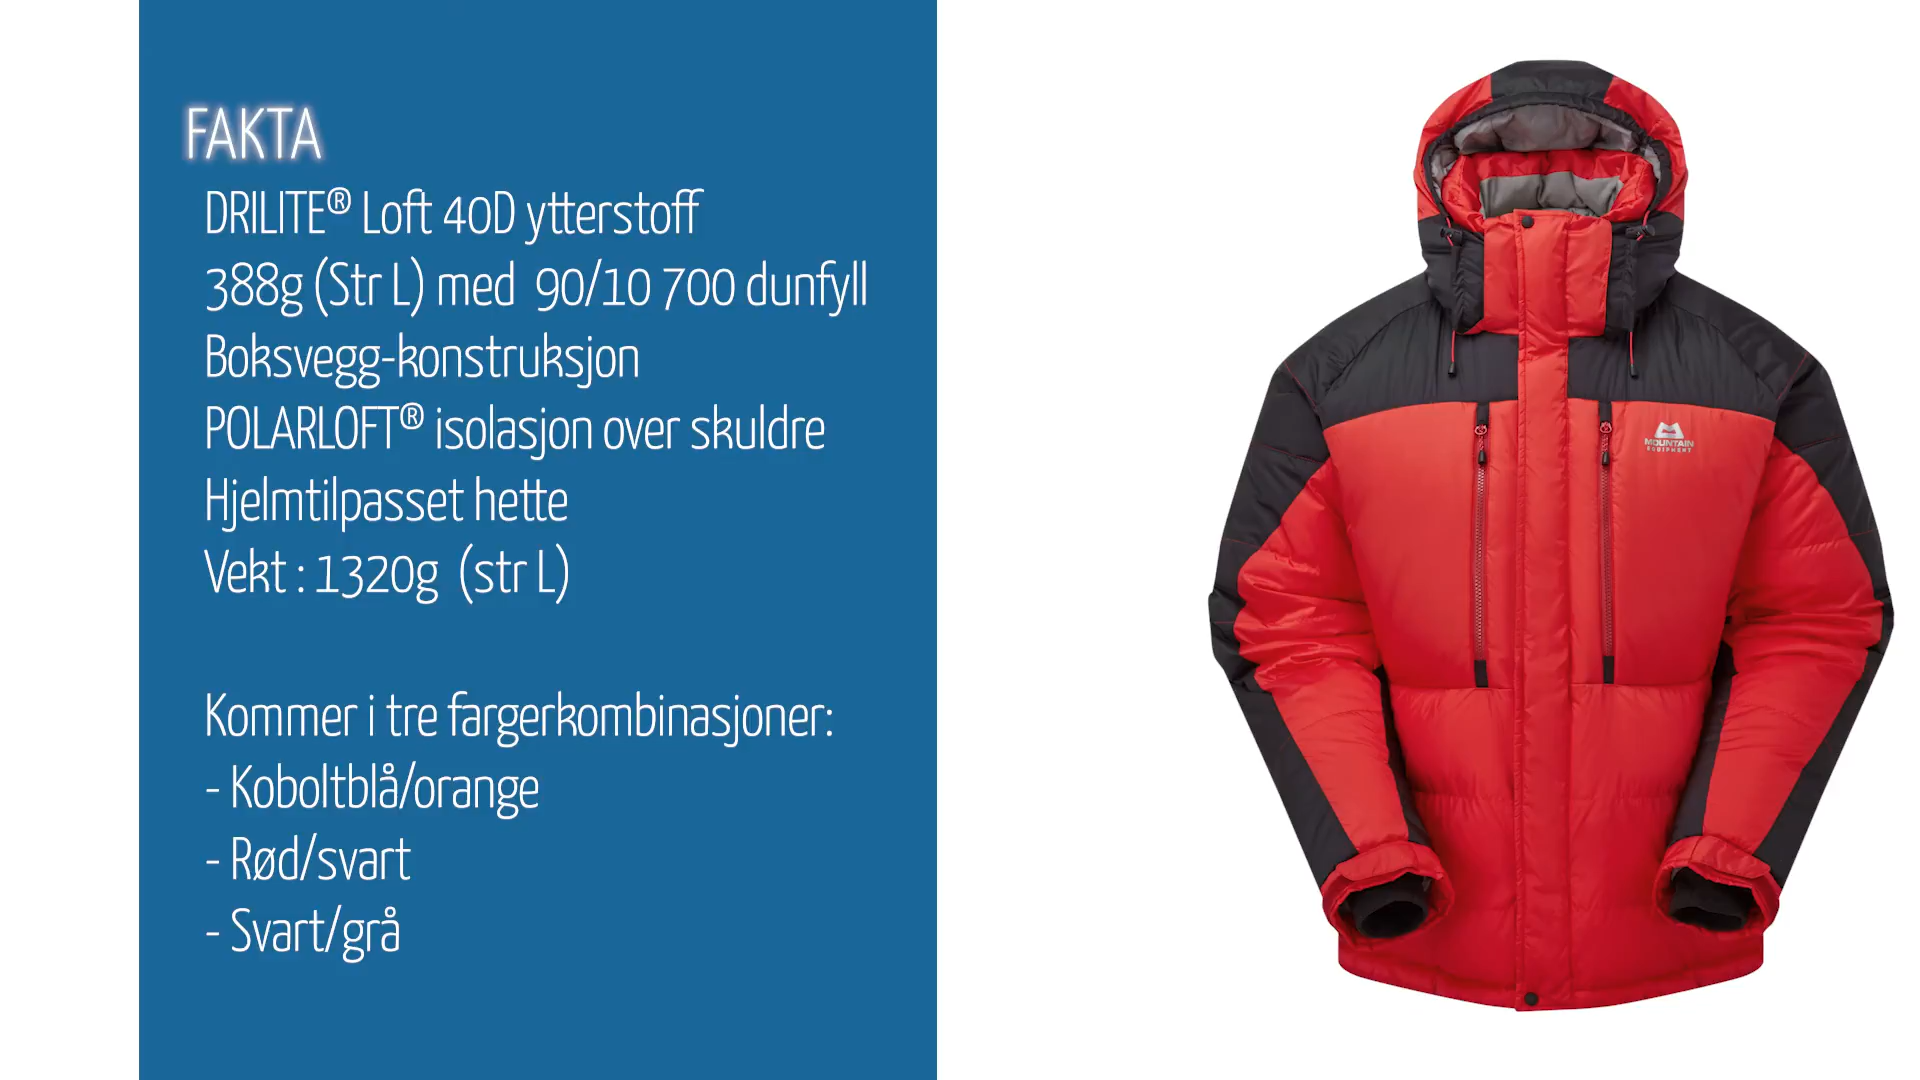 FAKTA
DRILITE® Loft 40D ytterstoff
388g (Str L) med 90/10 700 dunfyll
Boksvegg-konstruksjon
POLARLOFT® isolasjon over skuldre
Hjelmtilpasset hette
Vekt : 1320g (str L)
Kommer i tre fargerkombinasjoner:
- Koboltblå/orange
- Rød/svart
- Svart/grå
MOUNTAIN
EQUIPMENT